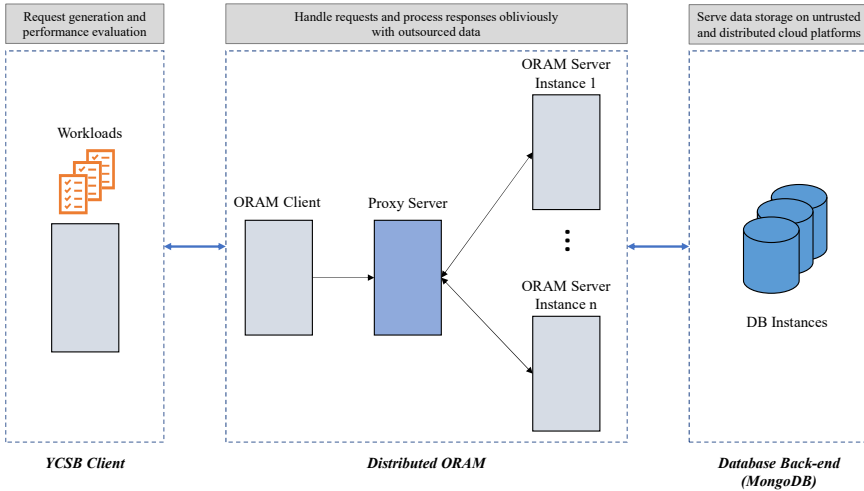 Request generation and
performance evaluation
Handle requests and process responses obliviously
with outsourced data
Serve data storage on untrusted
and distributed cloud platforms
Workloads
ORAM Client
Proxy Server
ORAM Server
Instance 1
ORAM Server
Instance n
DB Instances
YCSB Client
Distributed ORAM
Database Back-end
(MongoDB)